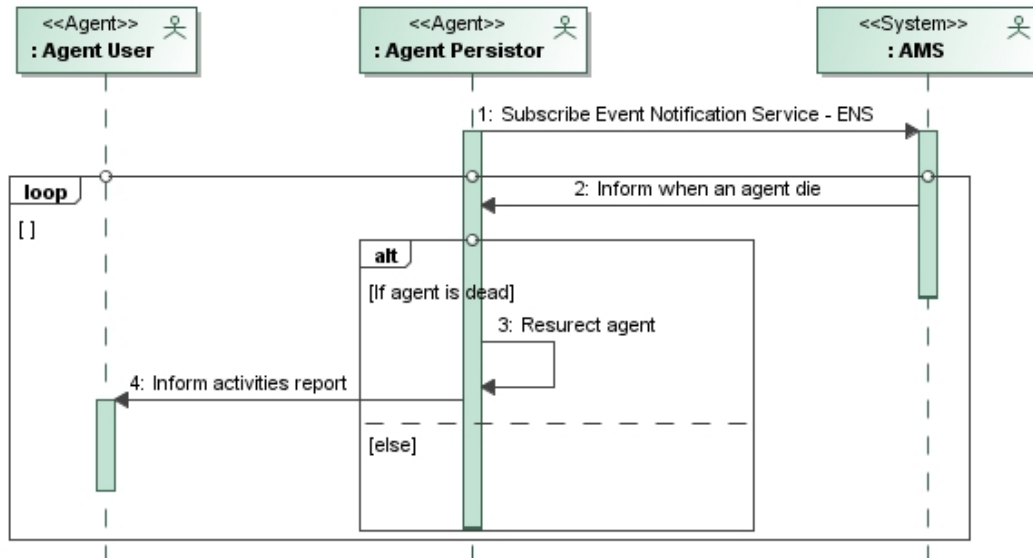 <<Agent>>
: Agent User
<<Agent>>
: Agent Persistor
<<System>>
: AMS
1: Subscribe Event Notification Service - ENS
loop
2: Inform when an agent die
[ ]
alt
[If agent is dead]
3: Resurect agent
4: Inform activities report
[else]